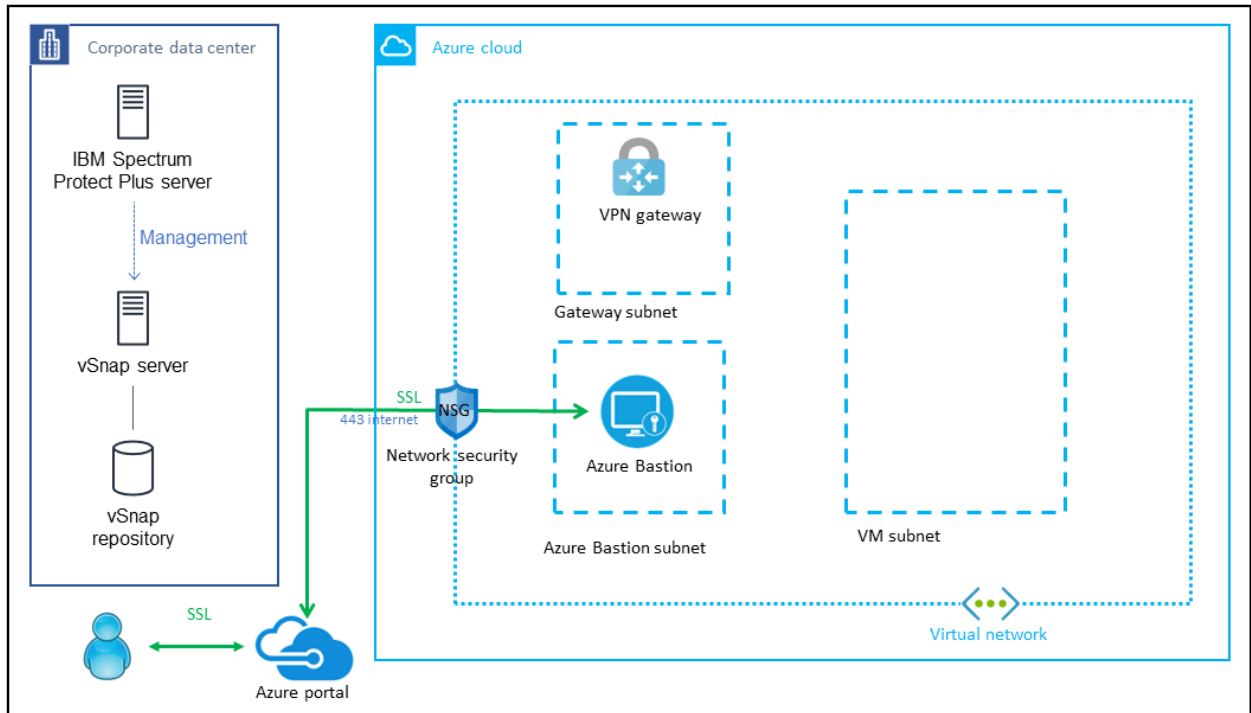 Corporate data center
IBM Spectrum
Protect Plus server
Management
vSnap server
vSnap
repository
SSL
Azure portal
Azure cloud
VPN gateway
Gateway subnet
SSL
443 internet
NSG
Network security
group
Azure Bastion
Azure Bastion subnet
VM subnet
Virtual network